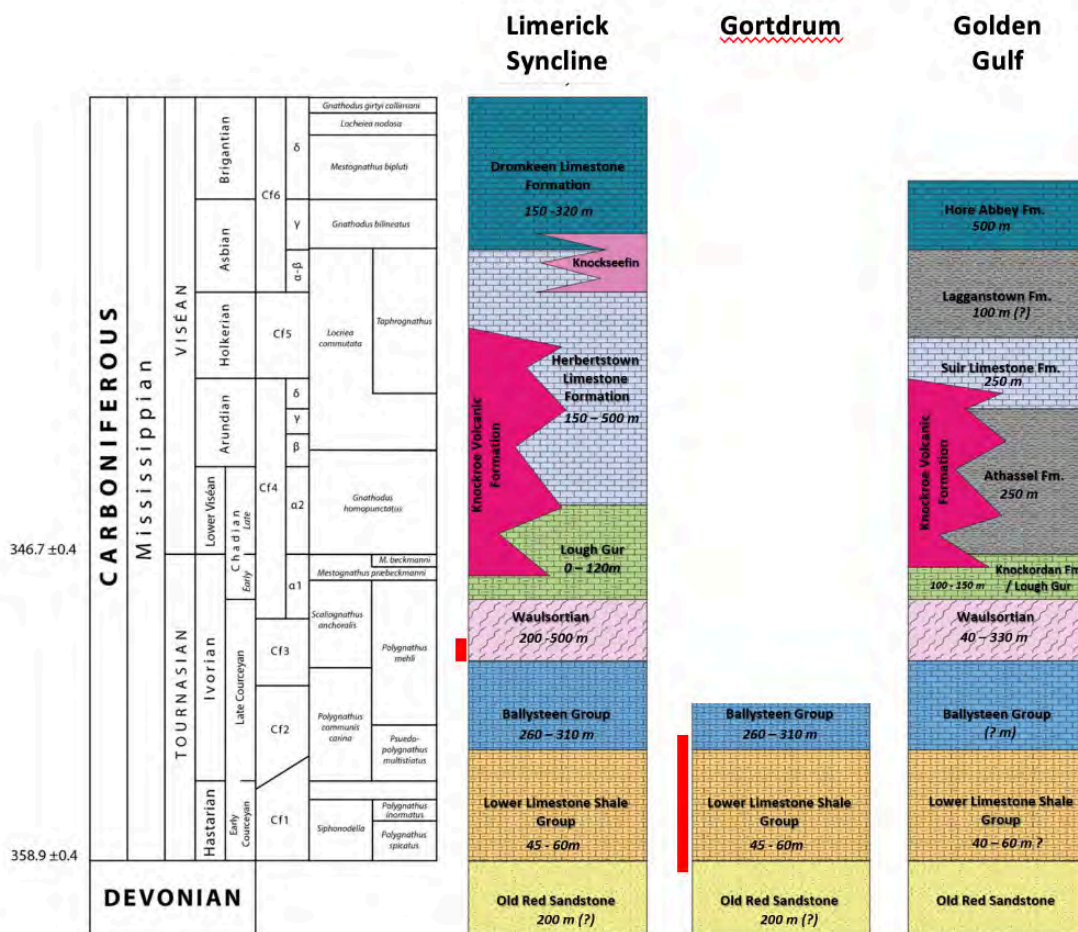 Limerick
Syncline
Gortdrum
Golden
Gulf
CARBONIFEROUS
Mississippian
VISÉAN
TOURNASIAN
Brigantian
Asbian
Holkerian
Arundian
Lower Viséan
Chadian
Late
Early
Ivorian
Late Courceyan
Hastarian
Early
Courceyan
Cf6
δ
γ
α-β
Cf5
δ
γ
β
Cf4
α2
α1
Cf3
Cf2
Cf1
Gnathodus girtyi collinsoni
Locheiea nodosa
Mestognathus bipluti
Gnathodus bilineatus
Locriea
commutata
Taphrognathus
Gnathodus
homopunctatus
M. beckmanni
Mestognathus præbeckmanni
Scaliognathus
anchoralis
Polygnathus
mehli
Polygnathus
communis
carina
Psuedo-
polygnathus
multistiatus
Siphonodella
Polygnathus
inornatus
Polygnathus
spicatus
346.7 ±0.4
358.9 ±0.4
DEVONIAN
Dromkeen Limestone
Formation
150 -320 m
Knockseefin
Herbertstown
Limestone
Formation
150 – 500 m
Knockroe Volcanic
Formation
Lough Gur
0 – 120m
Waulsortian
200 -500 m
Ballysteen Group
260 – 310 m
Lower Limestone Shale
Group
45 - 60m
Old Red Sandstone
200 m (?)
Ballysteen Group
260 – 310 m
Lower Limestone Shale
Group
45 - 60m
Old Red Sandstone
200 m (?)
Hore Abbey Fm.
500 m
Lagganstown Fm.
100 m (?)
Suir Limestone Fm.
250 m
Knockroe Volcanic
Formation
Athassel Fm.
250 m
Knockordan Fm
100 - 150 m / Lough Gur
Waulsortian
40 – 330 m
Ballysteen Group
(? m)
Lower Limestone Shale
Group
40 – 60 m ?
Old Red Sandstone